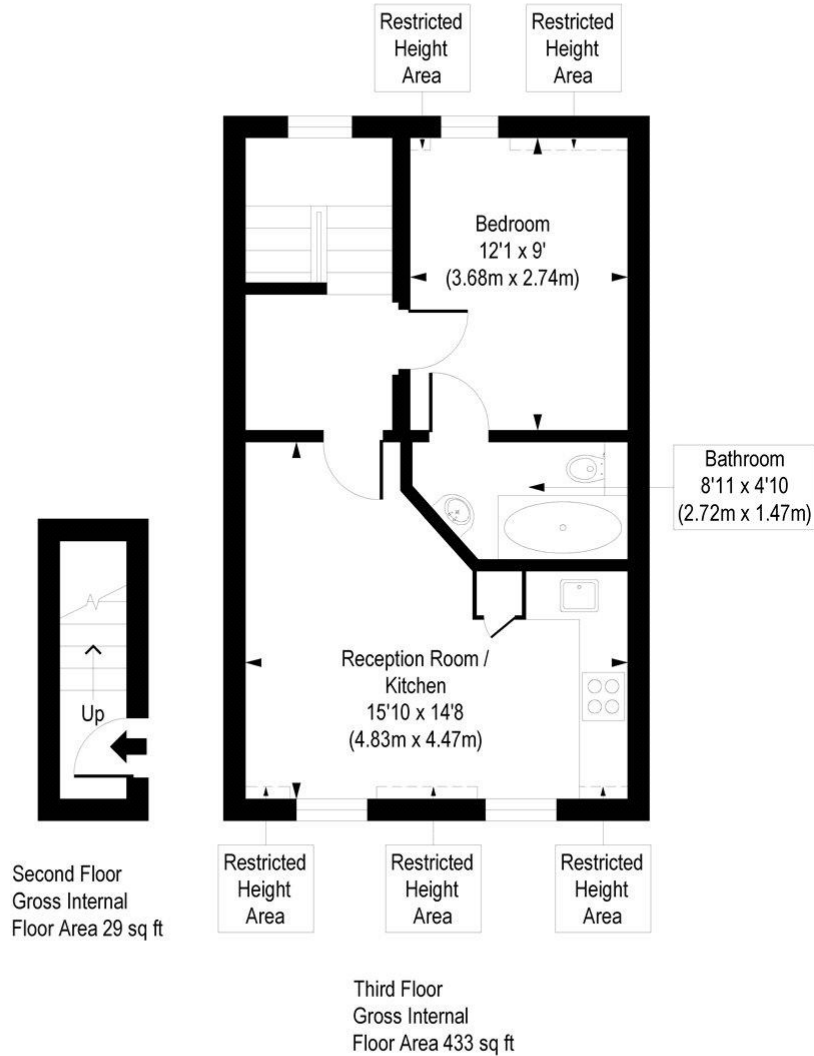 Restricted
Height
Area
Restricted
Height
Area
Bedroom
12'1 x 9'
(3.68m x 2.74m)
Bathroom
8'11 x 4'10
(2.72m x 1.47m)
Reception Room /
Kitchen
15'10 x 14'8
(4.83m x 4.47m)
Up
Restricted
Height
Area
Restricted
Height
Area
Restricted
Height
Area
Second Floor
Gross Internal
Floor Area 29 sq ft
Third Floor
Gross Internal
Floor Area 433 sq ft